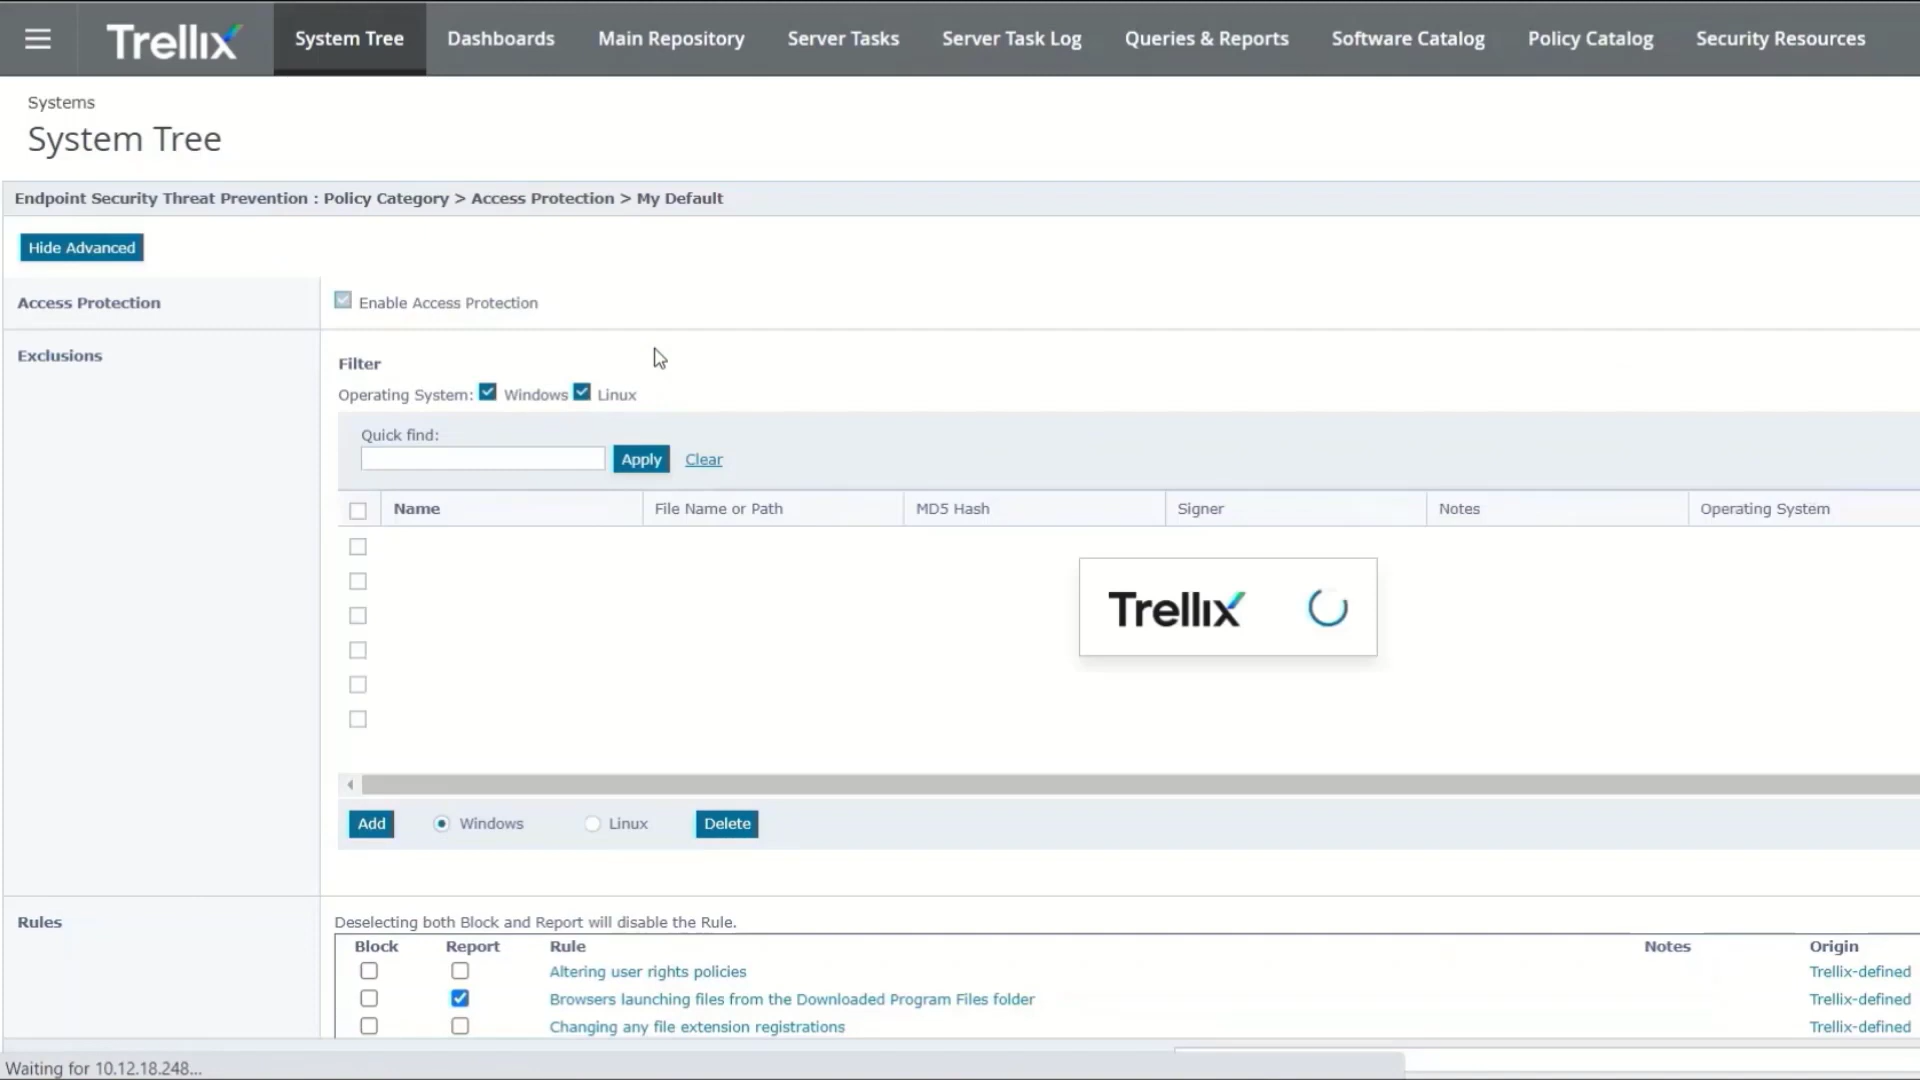 Trellix System Tree Dashboards Main Repository Server Tasks Server Task Log Queries & Reports Software Catalog Policy Catalog Security Resources
Systems
System Tree
Endpoint Security Threat Prevention : Policy Category > Access Protection > My Default
Hide Advanced
Access Protection Enable Access Protection
Exclusions
Filter
Operating System: Windows Linux
Quick find:
Apply Clear
Name File Name or Path MD5 Hash Signer Notes Operating System
Trellix
Add Windows Linux Delete
Rules
Deselecting both Block and Report will disable the Rule.
Block Report Rule Notes Origin
Altering user rights policies Trellix-defined
Browsers launching files from the Downloaded Program Files folder Trellix-defined
Changing any file extension registrations Trellix-defined
Waiting for 10.12.18.248...